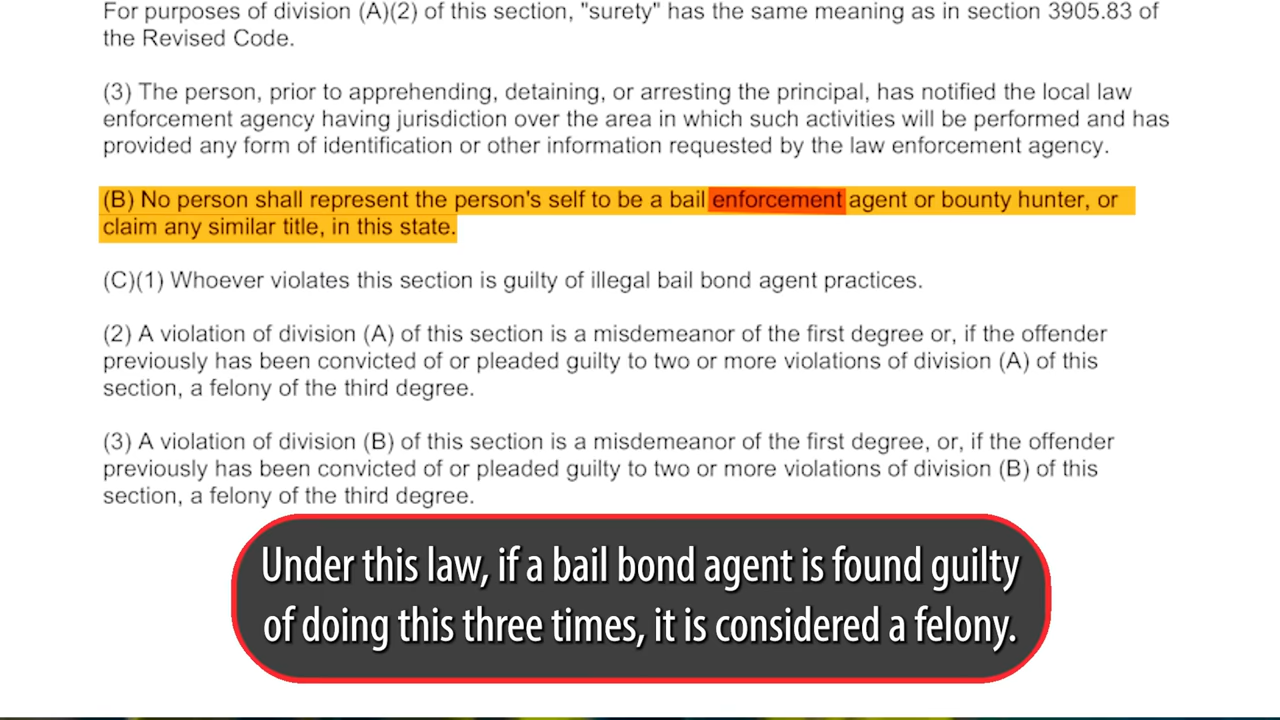 For purposes of division (A)(2) of this section, "surety" has the same meaning as in section 3905.83 of
the Revised Code.
(3) The person, prior to apprehending, detaining, or arresting the principal, has notified the local law
enforcement agency having jurisdiction over the area in which such activities will be performed and has
provided any form of identification or other information requested by the law enforcement agency.
(B) No person shall represent the person's self to be a bail enforcement agent or bounty hunter, or
claim any similar title, in this state.
(C)(1) Whoever violates this section is guilty of illegal bail bond agent practices.
(2) A violation of division (A) of this section is a misdemeanor of the first degree or, if the offender
previously has been convicted of or pleaded guilty to two or more violations of division (A) of this
section, a felony of the third degree.
(3) A violation of division (B) of this section is a misdemeanor of the first degree, or, if the offender
previously has been convicted of or pleaded guilty to two or more violations of division (B) of this
section, a felony of the third degree.
Under this law, if a bail bond agent is found guilty
of doing this three times, it is considered a felony.